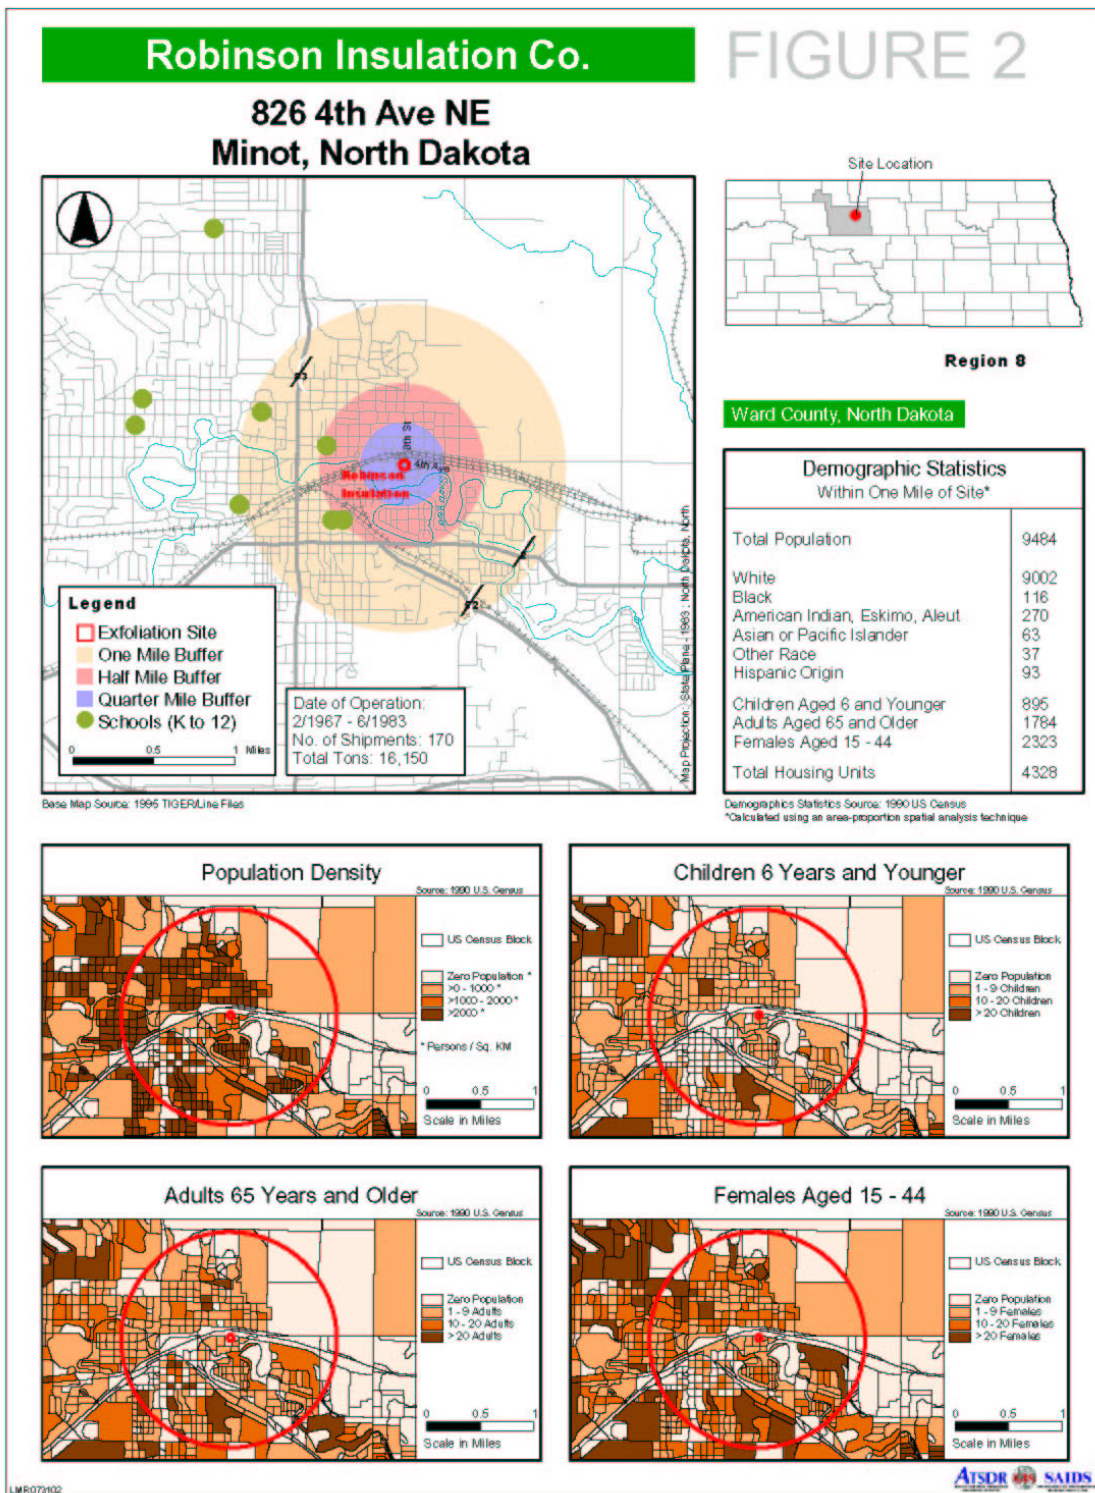 Robinson Insulation Co.
FIGURE 2
826 4th Ave NE
Minot, North Dakota
Site Location
Region 8
83
8th St
4th Ave
Robinson
Insulation
52
Map Projection: State Plane - 1983: North Dakota, North
Legend
Exfoliation Site
One Mile Buffer
Half Mile Buffer
Quarter Mile Buffer
Schools (K to 12)
0 0.5 1 Miles
Date of Operation:
2/1967 - 6/1983
No. of Shipments: 170
Total Tons: 16,150
Base Map Source: 1995 TIGER/Line Files
Ward County, North Dakota
Demographic Statistics
Within One Mile of Site*
Total Population 9484
White 9002
Black 116
American Indian, Eskimo, Aleut 270
Asian or Pacific Islander 63
Other Race 37
Hispanic Origin 93
Children Aged 6 and Younger 895
Adults Aged 65 and Older 1784
Females Aged 15 - 44 2323
Total Housing Units 4328
Demographics Statistics Source: 1990 US Census
*Calculated using an area-proportion spatial analysis technique
Population Density
Source: 1990 U.S. Census
US Census Block
Zero Population *
>0 - 1000 *
>1000 - 2000 *
>2000 *
* Persons / Sq. KM
0 0.5 1
Scale in Miles
Children 6 Years and Younger
Source: 1990 U.S. Census
US Census Block
Zero Population
1 - 9 Children
10 - 20 Children
> 20 Children
0 0.5 1
Scale in Miles
Adults 65 Years and Older
Source: 1990 U.S. Census
US Census Block
Zero Population
1 - 9 Adults
10 - 20 Adults
> 20 Adults
0 0.5 1
Scale in Miles
Females Aged 15 - 44
Source: 1990 U.S. Census
US Census Block
Zero Population
1 - 9 Females
10 - 20 Females
> 20 Females
0 0.5 1
Scale in Miles
LMR073102
ATSDR GIS SAIDS